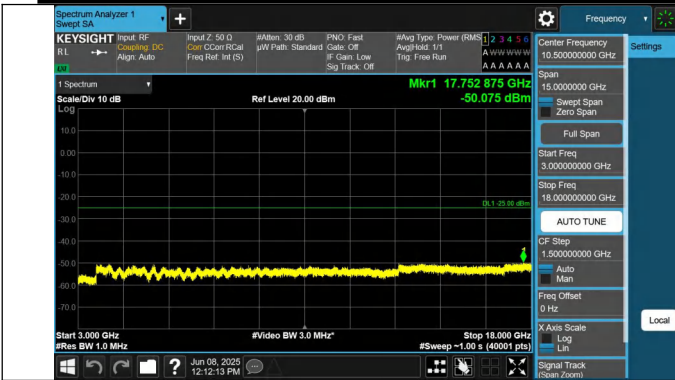 Spectrum Analyzer 1
Swept SA
+
Frequency
KEYSIGHT
RL
Input: RF
Coupling: DC
Align: Auto
Input Z: 50 Ω
Corr CCorr RCal
Freq Ref: Int (S)
#Atten: 30 dB
µW Path: Standard
PNO: Fast
Gate: Off
IF Gain: Low
Sig Track: Off
#Avg Type: Power (RMS
Avg|Hold: 1/1
Trig: Free Run
1 2 3 4 5 6
A W W W W W
A A A A A A
LXI
1 Spectrum
Scale/Div 10 dB
Log
Ref Level 20.00 dBm
Mkr1 17.752 875 GHz
-50.075 dBm
10.0
0.00
-10.0
-20.0
-30.0
-40.0
-50.0
-60.0
-70.0
DL1 -25.00 dBm
1
Start 3.000 GHz
#Res BW 1.0 MHz
#Video BW 3.0 MHz*
Stop 18.000 GHz
#Sweep ~1.00 s (40001 pts)
?
Jun 08, 2025
12:12:13 PM
Center Frequency
10.500000000 GHz
Span
15.0000000 GHz
Swept Span
Zero Span
Full Span
Start Freq
3.000000000 GHz
Stop Freq
18.000000000 GHz
AUTO TUNE
CF Step
1.500000000 GHz
Auto
Man
Freq Offset
0 Hz
X Axis Scale
Log
Lin
Signal Track
(Span Zoom)
Settings
Local